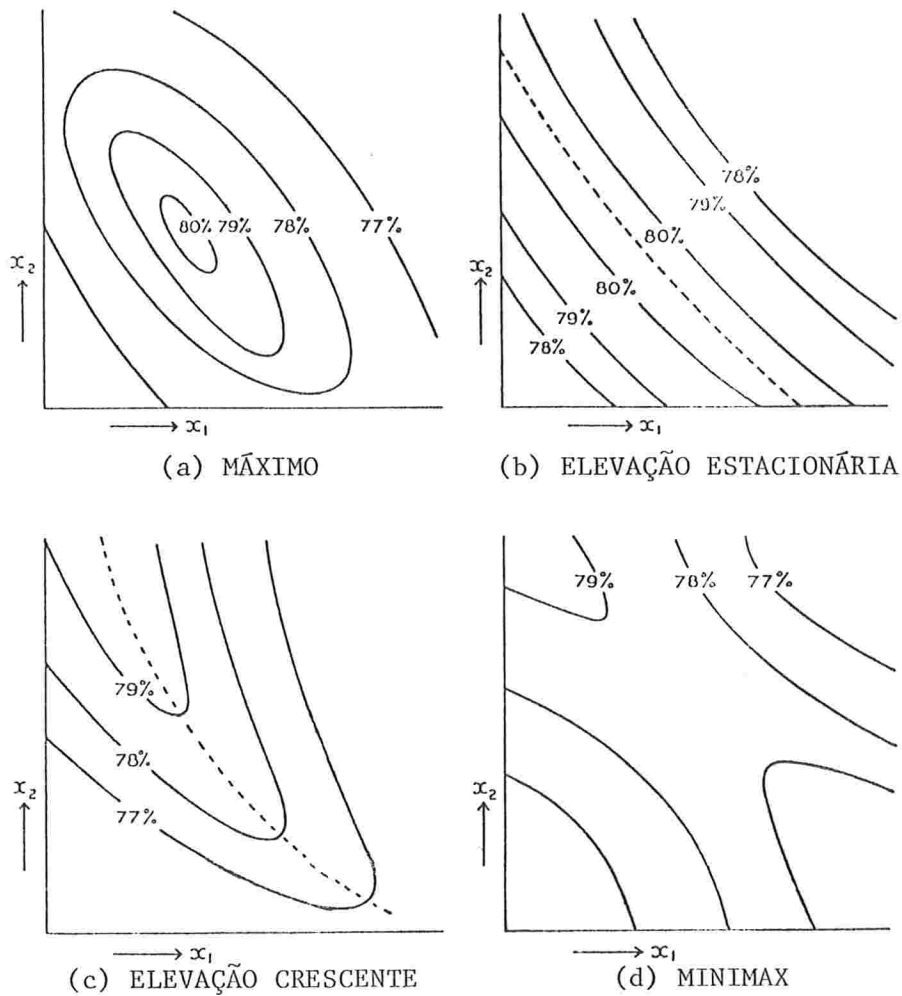 80% 79% 78% 77%
x₂
x₁
(a) MÁXIMO
78%
79%
80%
80%
79%
78%
x₂
x₁
(b) ELEVAÇÃO ESTACIONÁRIA
79%
78%
77%
x₂
x₁
(c) ELEVAÇÃO CRESCENTE
79% 78% 77%
x₂
x₁
(d) MINIMAX